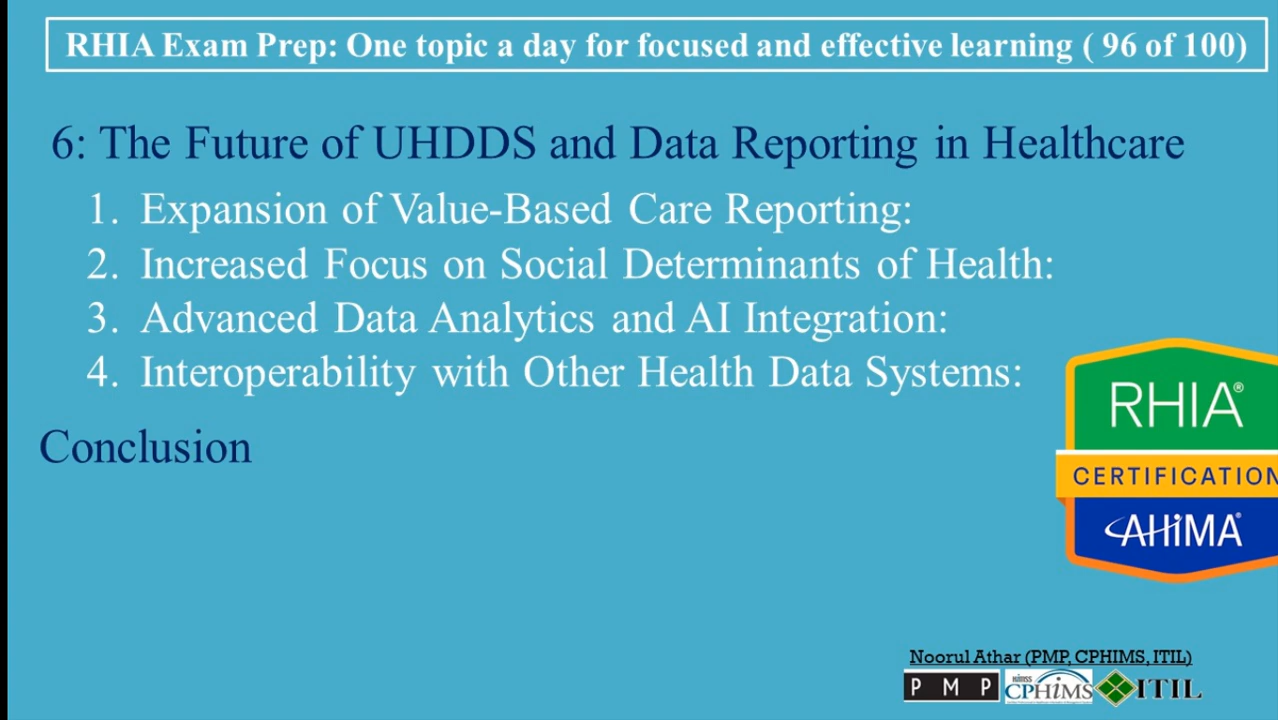 RHIA Exam Prep: One topic a day for focused and effective learning ( 96 of 100)
6: The Future of UHDDS and Data Reporting in Healthcare
1. Expansion of Value-Based Care Reporting:
2. Increased Focus on Social Determinants of Health:
3. Advanced Data Analytics and AI Integration:
4. Interoperability with Other Health Data Systems:
Conclusion
RHIA®
CERTIFICATION
AHiMA®
Noorul Athar (PMP, CPHIMS, ITIL)
PMP himss CPHiMS ITIL